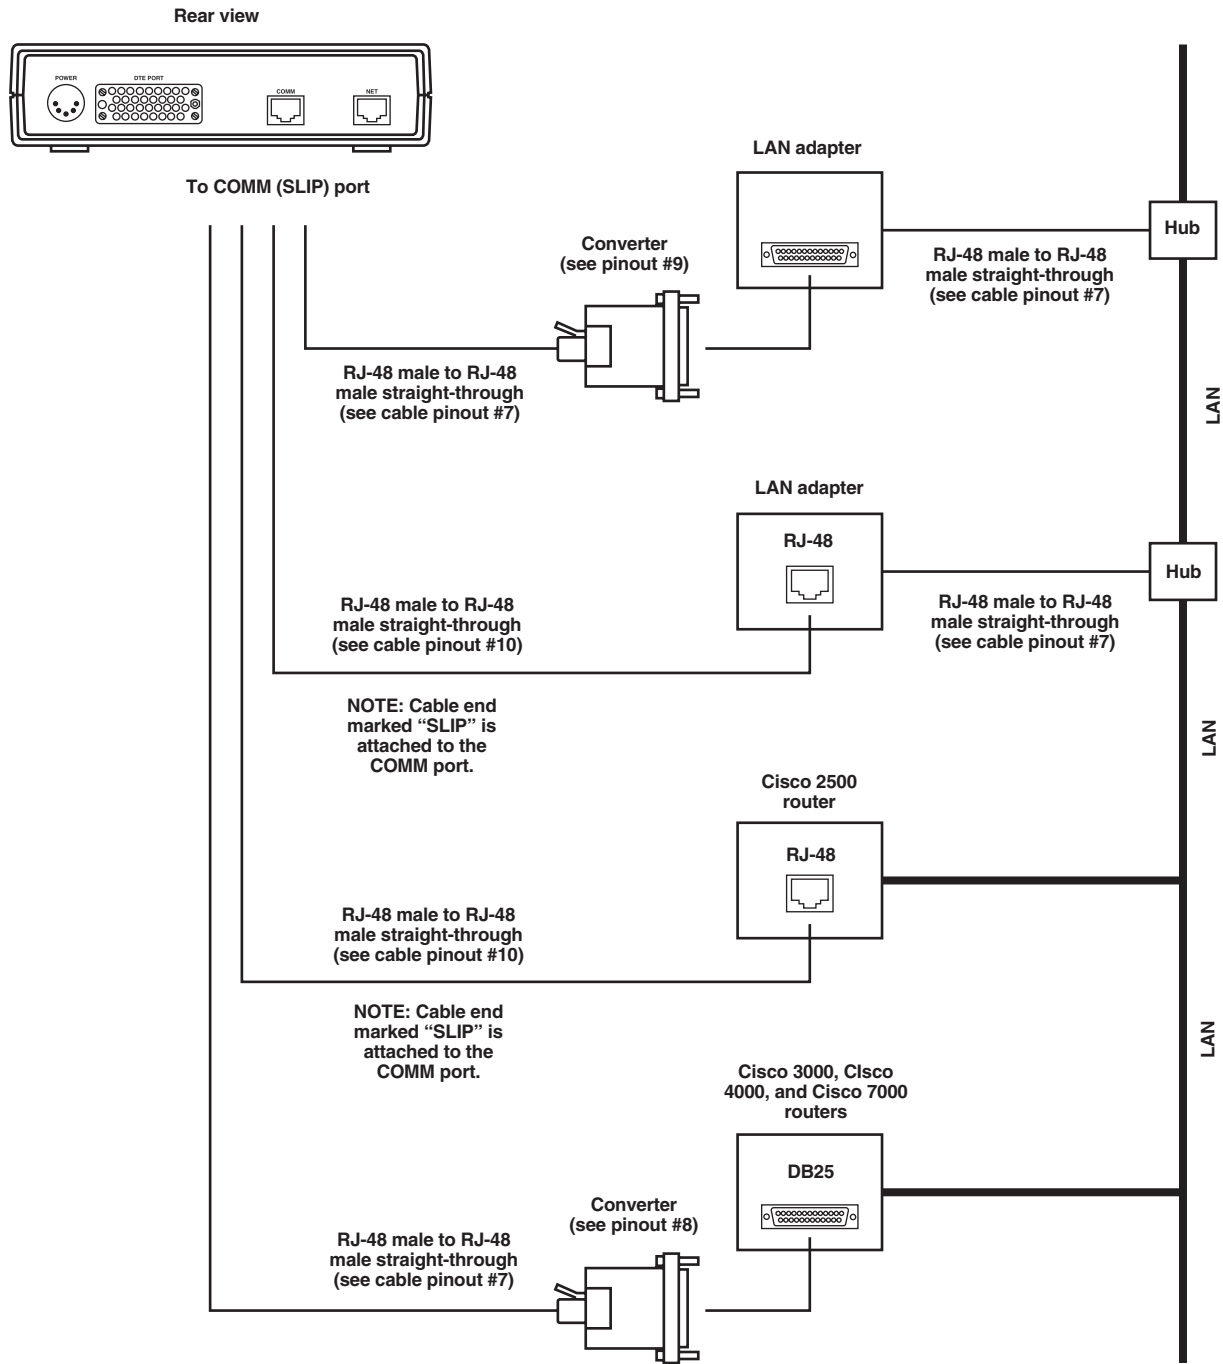 Rear view
POWER
DTE PORT
COMM
NET
To COMM (SLIP) port
LAN adapter
Hub
Converter
(see pinout #9)
RJ-48 male to RJ-48
male straight-through
(see cable pinout #7)
RJ-48 male to RJ-48
male straight-through
(see cable pinout #7)
LAN
LAN adapter
RJ-48
Hub
RJ-48 male to RJ-48
male straight-through
(see cable pinout #10)
RJ-48 male to RJ-48
male straight-through
(see cable pinout #7)
NOTE: Cable end
marked “SLIP” is
attached to the
COMM port.
LAN
Cisco 2500
router
RJ-48
RJ-48 male to RJ-48
male straight-through
(see cable pinout #10)
NOTE: Cable end
marked “SLIP” is
attached to the
COMM port.
LAN
Cisco 3000, CIsco
4000, and Cisco 7000
routers
DB25
Converter
(see pinout #8)
RJ-48 male to RJ-48
male straight-through
(see cable pinout #7)